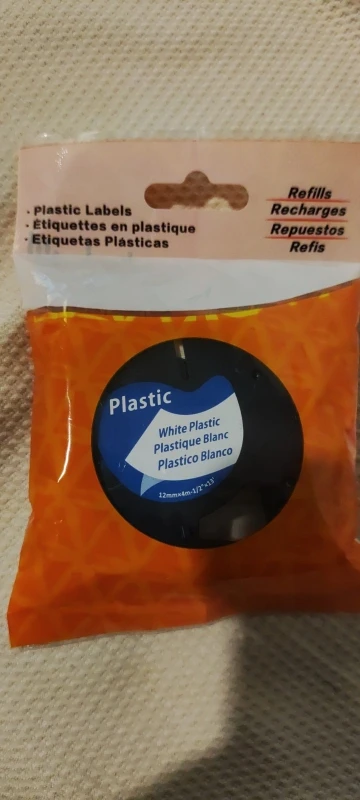 · Plastic Labels
· Étiquettes en plastique
· Etiquetas Plásticas
Refills
Recharges
Repuestos
Refis
Plastic
White Plastic
Plastique Blanc
Plastico Blanco
12mm×4m-1/2"×13'